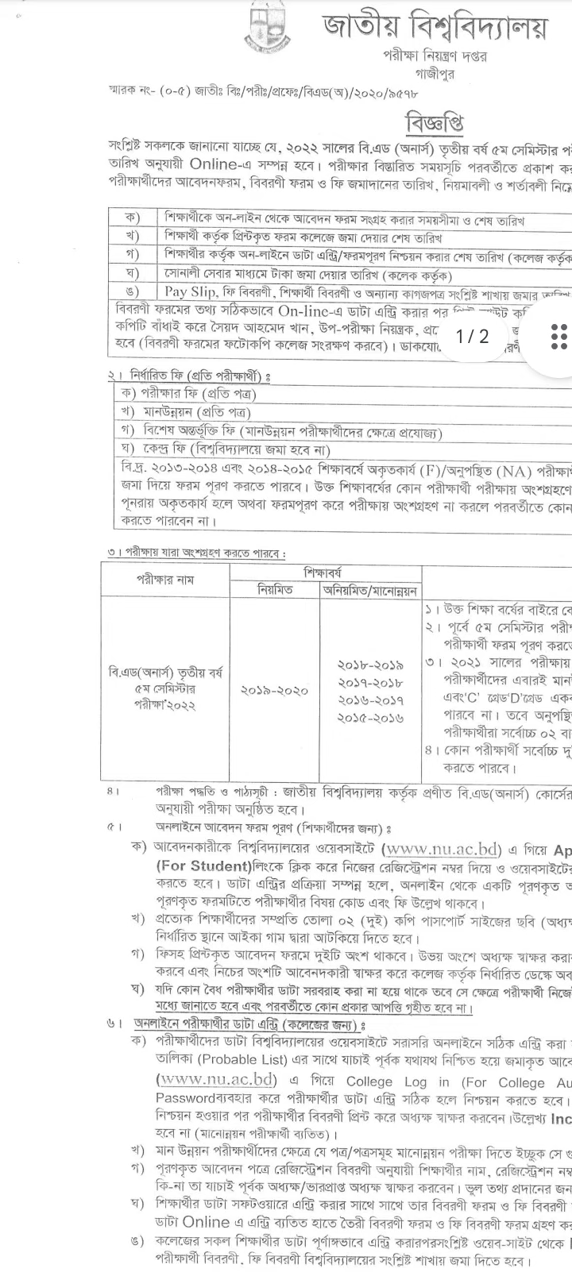 জাতীয় বিশ্ববিদ্যালয়
পরীক্ষা নিয়ন্ত্রণ দপ্তর
গাজীপুর
স্মারক নং- (০-৫) জাতীঃ বিঃ/পরীঃ/প্রফেঃ/বিএড(অ)/২০২০/৯৫৭৮
বিজ্ঞপ্তি
সংশ্লিষ্ট সকলকে জানানো যাচ্ছে যে, ২০২২ সালের বি.এড (অনার্স) তৃতীয় বর্ষ ৫ম সেমিস্টার
তারিখ অনুযায়ী Online-এ সম্পন্ন হবে। পরীক্ষার বিস্তারিত সময়সূচি পরবর্তীতে প্রকাশ
পরীক্ষার্থীদের আবেদনফরম, বিবরণী ফরম ও ফি জমাদানের তারিখ, নিয়মাবলী ও শর্তাবলী
ক) শিক্ষার্থীকে অন-লাইন থেকে আবেদন ফরম সংগ্রহ করার সময়সীমা ও শেষ তারিখ
খ) শিক্ষার্থী কর্তৃক প্রিন্টকৃত ফরম কলেজে জমা দেয়ার শেষ তারিখ
গ) শিক্ষার্থীর কর্তৃক অন-লাইনে ডাটা এন্ট্রি/ফরমপূরণ নিশ্চয়ন করার শেষ তারিখ (কলেজ কর্তৃক
ঘ) সোনালী সেবার মাধ্যমে টাকা জমা দেয়ার তারিখ (কলেক কর্তৃক)
ঙ) Pay Slip, ফি বিবরণী, শিক্ষার্থী বিবরণী ও অন্যান্য কাগজপত্র সংশ্লিষ্ট শাখায় জমার
বিবরণী ফরমের তথ্য সঠিকভাবে On-line-এ ডাটা এন্ট্রি করার পর
কপিটি বাঁধাই করে সৈয়দ আহমেদ খান, উপ-পরীক্ষা নিয়ন্ত্রক,
হবে (বিবরণী ফরমের ফটোকপি কলেজ সংরক্ষণ করবে)।
1 / 2
২। নির্ধারিত ফি (প্রতি পরীক্ষার্থী) ঃ
ক) পরীক্ষার ফি (প্রতি পত্র)
খ) মানউন্নয়ন (প্রতি পত্র)
গ) বিশেষ অন্তর্ভূক্তি ফি (মানউন্নয়ন পরীক্ষার্থীদের ক্ষেত্রে প্রযোজ্য)
ঘ) কেন্দ্র ফি (বিশ্ববিদ্যালয়ে জমা হবে না)
বি.দ্র. ২০১৩-২০১৪ এবং ২০১৪-২০১৫ শিক্ষাবর্ষে অকৃতকার্য (F)/অনুপস্থিত (NA)
জমা দিয়ে ফরম পূরণ করতে পারবে। উক্ত শিক্ষাবর্ষের কোন পরীক্ষার্থী পরীক্ষায় অংশগ্রহণে
পূনরায় অকৃতকার্য হলে অথবা ফরমপূরণ করে পরীক্ষায় অংশগ্রহণ না করলে পরবর্তীতে কোন
করতে পারবেন না।
৩। পরীক্ষায় যারা অংশগ্রহণ করতে পারবে :
পরীক্ষার নাম
শিক্ষাবর্ষ
নিয়মিত
অনিয়মিত/মানোন্নয়ন
বি.এড(অনার্স) তৃতীয় বর্ষ
৫ম সেমিস্টার
পরীক্ষা'২০২২
২০১৯-২০২০
২০১৮-২০১৯
২০১৭-২০১৮
২০১৬-২০১৭
২০১৫-২০১৬
১। উক্ত শিক্ষা বর্ষের বাইরে
২। পূর্বে ৫ম সেমিস্টার
পরীক্ষার্থী ফরম পূরণ করতে
৩। ২০২১ সালের পরীক্ষায়
পরীক্ষার্থীদের এবারই মান
এবং'C' গ্রেড'D'গ্রেড একন
পারবে না। তবে অনুপস্থি
পরীক্ষার্থীরা সর্বোচ্চ ০২ বা
৪। কোন পরীক্ষার্থী সর্বোচ্চ দু
করতে পারবে।
৪। পরীক্ষা পদ্ধতি ও পাঠ্যসূচী : জাতীয় বিশ্ববিদ্যালয় কর্তৃক প্রণীত বি.এড(অনার্স) কোর্সের
অনুযায়ী পরীক্ষা অনুষ্ঠিত হবে।
৫। অনলাইনে আবেদন ফরম পূরণ (শিক্ষার্থীদের জন্য) ঃ
ক) আবেদনকারীকে বিশ্ববিদ্যালয়ের ওয়েবসাইটে (www.nu.ac.bd) এ গিয়ে Ap
(For Student)লিংকে ক্লিক করে নিজের রেজিস্ট্রেশন নম্বর দিয়ে ও ওয়েবসাইটের
করতে হবে। ডাটা এন্ট্রির প্রক্রিয়া সম্পন্ন হলে, অনলাইন থেকে একটি পূরণকৃত
পূরণকৃত ফরমটিতে পরীক্ষার্থীর বিষয় কোড এবং ফি উল্লেখ থাকবে।
খ) প্রত্যেক শিক্ষার্থীদের সম্প্রতি তোলা ০২ (দুই) কপি পাসপোর্ট সাইজের ছবি (অধ্যক্ষ
নির্ধারিত স্থানে আইকা গাম দ্বারা আটকিয়ে দিতে হবে।
গ) ফিসহ প্রিন্টকৃত আবেদন ফরমে দুইটি অংশ থাকবে। উভয় অংশে অধ্যক্ষ স্বাক্ষর করা
করবে এবং নিচের অংশটি আবেনদকারী স্বাক্ষর করে কলেজ কর্তৃক নির্ধারিত ডেস্কে অব
ঘ) যদি কোন বৈধ পরীক্ষার্থীর ডাটা সরবরাহ করা না হয়ে থাকে তবে সে ক্ষেত্রে পরীক্ষার্থী নিজে
মধ্যে জানাতে হবে এবং পরবর্তীতে কোন প্রকার আপত্তি গৃহীত হবে না।
৬। অনলাইনে পরীক্ষার্থীর ডাটা এন্ট্রি (কলেজের জন্য) ঃ
ক) পরীক্ষার্থীদের ডাটা বিশ্ববিদ্যালয়ের ওয়েবসাইটে সরাসরি অনলাইনে সঠিক এন্ট্রি করা
তালিকা (Probable List) এর সাথে যাচাই পূর্বক যথাযথ নিশ্চিত হয়ে জমাকৃত আবে
(www.nu.ac.bd) এ গিয়ে College Log in (For College Au
Passwordব্যবহার করে পরীক্ষার্থীর ডাটা এন্ট্রি সঠিক হলে নিশ্চয়ন করতে হবে।
নিশ্চয়ন হওয়ার পর পরীক্ষার্থীর বিবরণী প্রিন্ট করে অধ্যক্ষ স্বাক্ষর করবেন।উল্লেখ্য Inc
হবে না (মানোন্নয়ন পরীক্ষার্থী ব্যতিত)।
খ) মান উন্নয়ন পরীক্ষার্থীদের ক্ষেত্রে যে পত্র/পত্রসমূহ মানোন্নয়ন পরীক্ষা দিতে ইচ্ছুক সে
গ) পূরণকৃত আবেদন পত্রে রেজিস্ট্রেশন বিবরণী অনুযায়ী শিক্ষার্থীর নাম, রেজিস্ট্রেশন নম্ব
কি-না তা যাচাই পূর্বক অধ্যক্ষ/ভারপ্রাপ্ত অধ্যক্ষ স্বাক্ষর করবেন। ভুল তথ্য প্রদানের জন
ঘ) শিক্ষার্থীর ডাটা সফটওয়ারে এন্ট্রি করার সাথে সাথে তার বিবরণী ফরম ও ফি বিবরণী
ডাটা Online এ এন্ট্রি ব্যতিত হাতে তৈরী বিবরণী ফরম ও ফি বিবরণী ফরম গ্রহণ কর
ঙ) কলেজের সকল শিক্ষার্থীর ডাটা পূর্ণাঙ্গভাবে এন্ট্রি করারপরসংশ্লিষ্ট ওয়েব-সাইট থেকে
পরীক্ষার্থী বিবরণী, ফি বিবরণী বিশ্ববিদ্যালয়ের সংশ্লিষ্ট শাখায় জমা দিতে হবে।